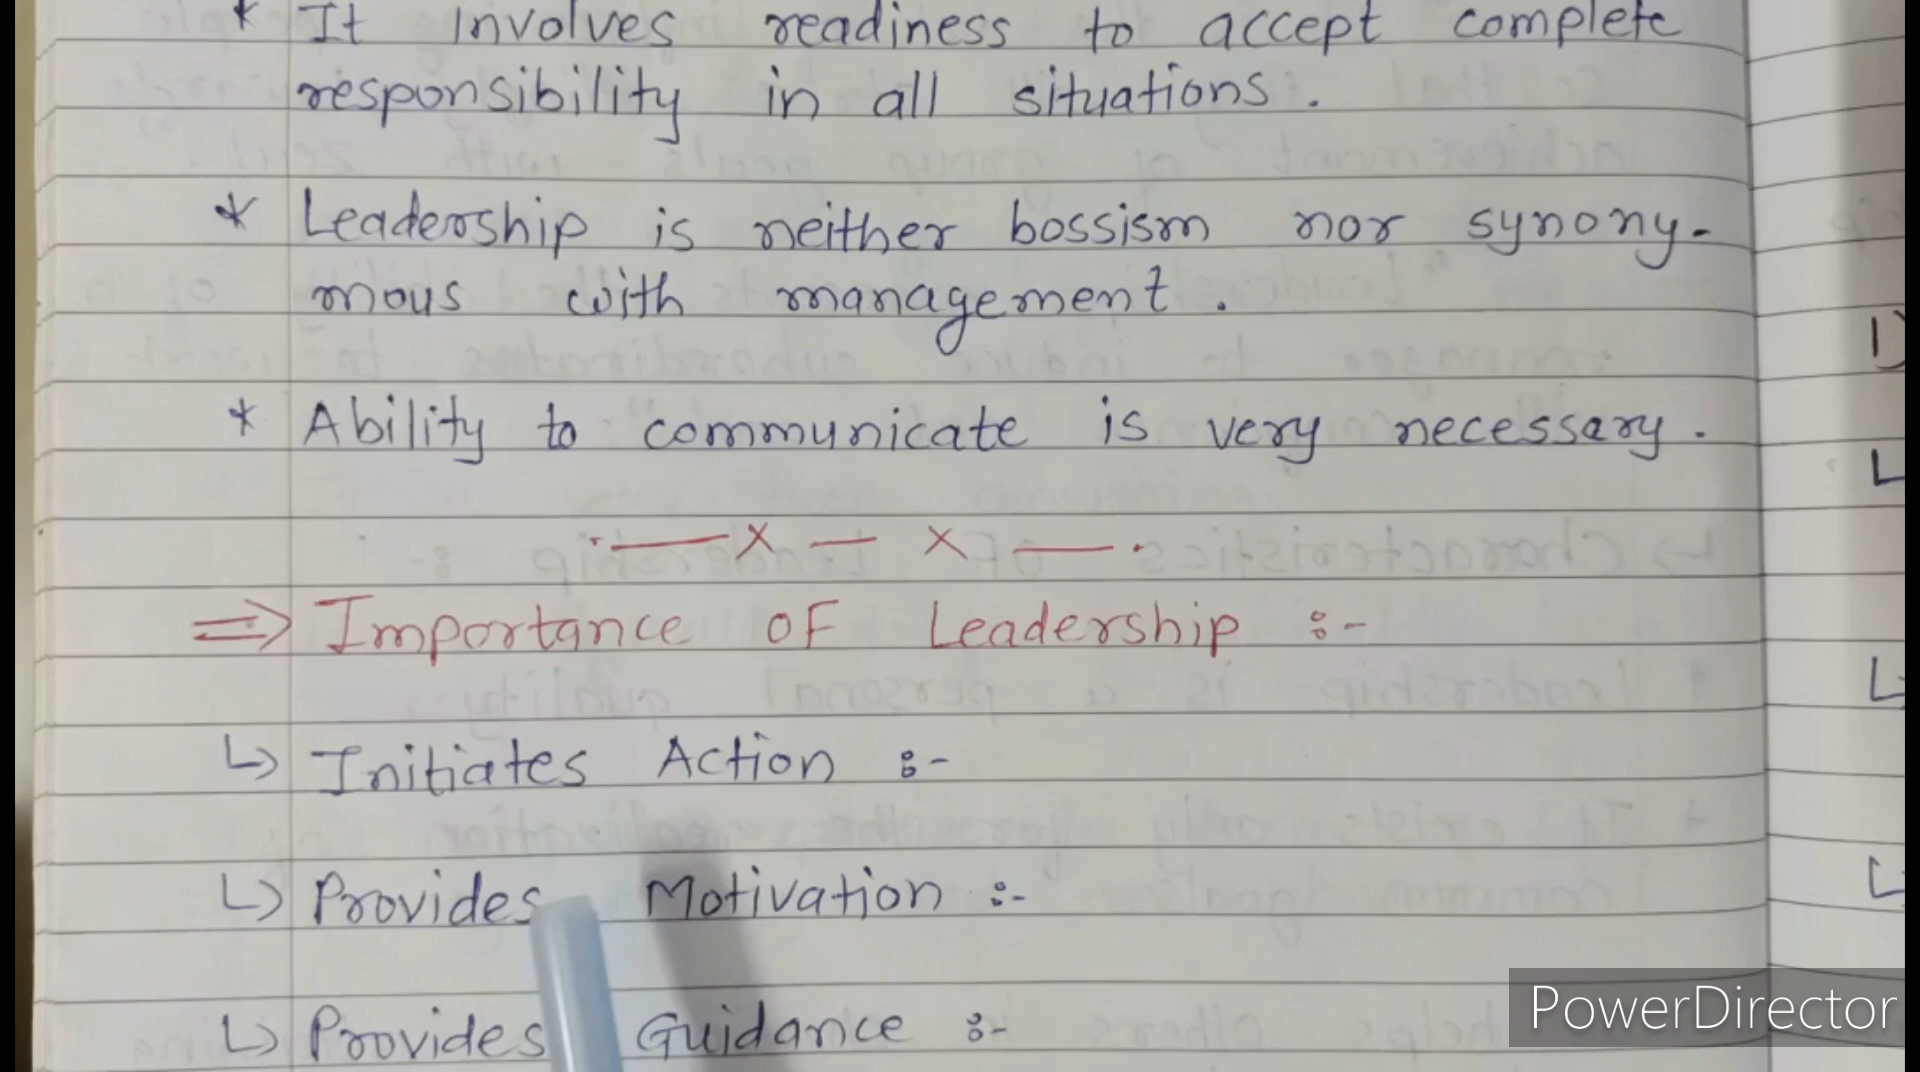 * It involves readiness to accept complete
responsibility in all situations.
* Leadership is neither bossism nor synony-
mous with management.
* Ability to communicate is very necessary.
.—x — x —.
⇒ Importance OF Leadership :-
↳ Initiates Action :-
↳ Provides Motivation :-
↳ Provides Guidance :-
PowerDirector